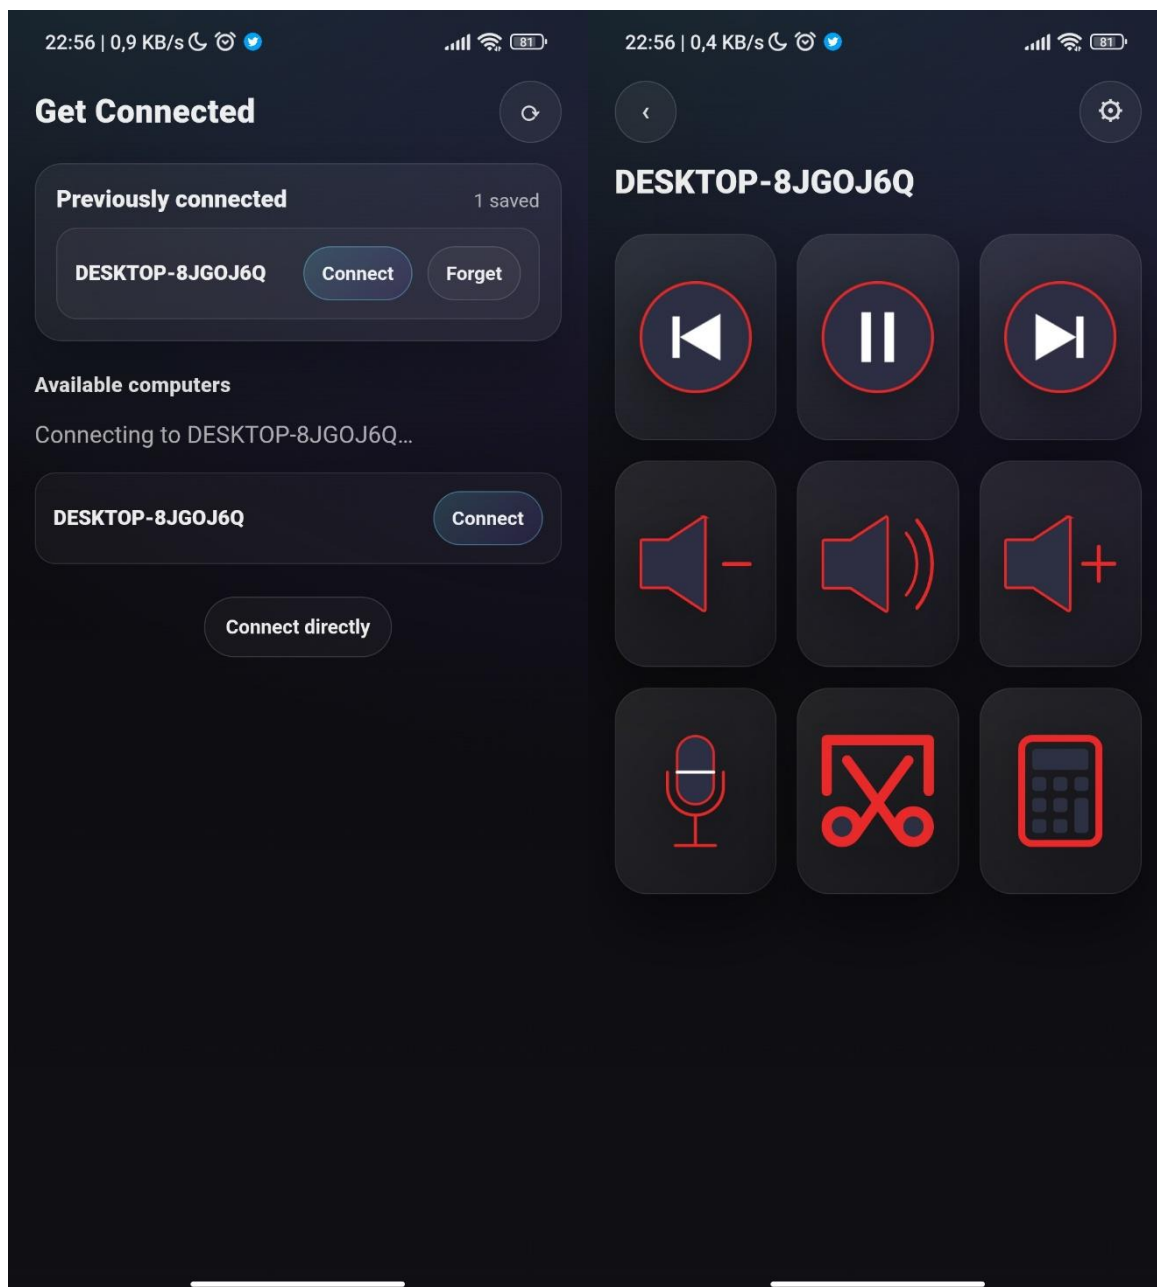 22:56 | 0,9 KB/s
81
Get Connected
Previously connected
1 saved
DESKTOP-8JGOJ6Q
Connect
Forget
Available computers
Connecting to DESKTOP-8JGOJ6Q...
DESKTOP-8JGOJ6Q
Connect
Connect directly
22:56 | 0,4 KB/s
81
DESKTOP-8JGOJ6Q